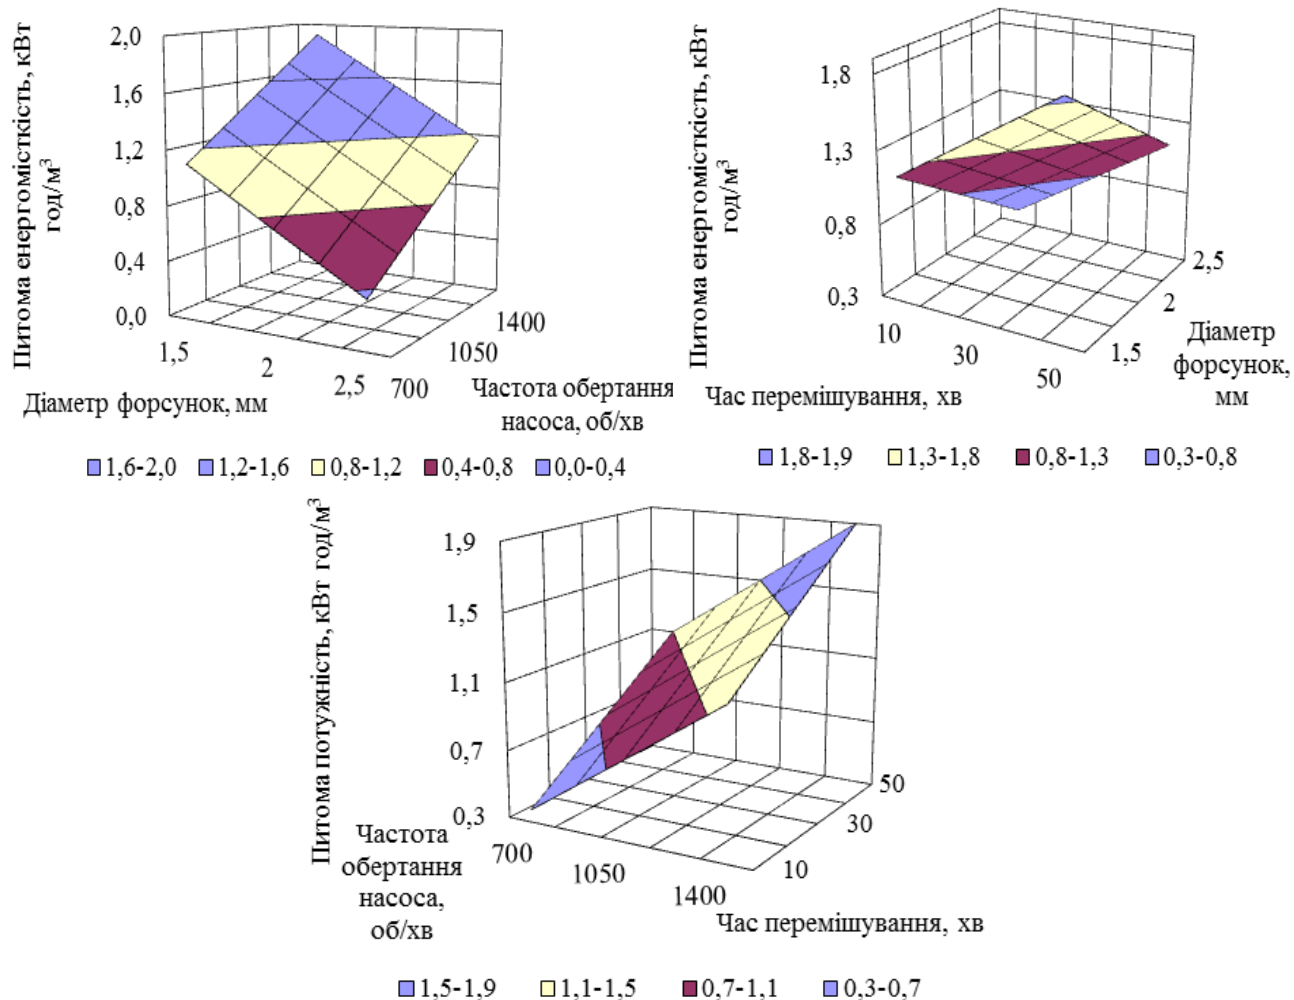 Питома енергомісткість, кВт
год/м³
2,0
1,6
1,2
0,8
0,4
0,0
1,5
2
2,5
700
1050
1400
Діаметр форсунок, мм
Частота обертання
насоса, об/хв
1,6-2,0 1,2-1,6 0,8-1,2 0,4-0,8 0,0-0,4
Питома енергомісткість, кВт
год/м³
1,8
1,3
0,8
0,3
10
30
50
1,5
2
2,5
Час перемішування, хв
Діаметр
форсунок,
мм
1,8-1,9 1,3-1,8 0,8-1,3 0,3-0,8
Питома потужність, кВт год/м³
1,9
1,5
1,1
0,7
0,3
700
1050
1400
10
30
50
Частота
обертання
насоса,
об/хв
Час перемішування, хв
1,5-1,9 1,1-1,5 0,7-1,1 0,3-0,7